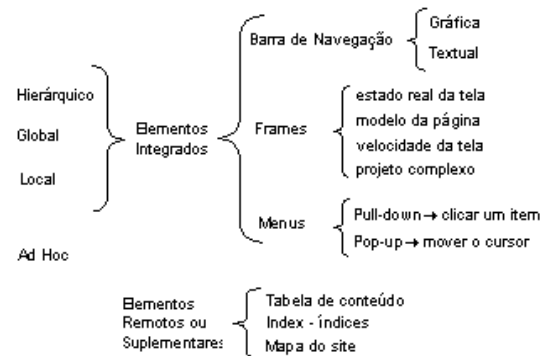 Hierárquico
Global
Local
Ad Hoc
Elementos
Integrados
Barra de Navegação
Gráfica
Textual
Frames
estado real da tela
modelo da página
velocidade da tela
projeto complexo
Menus
Pull-down → clicar um item
Pop-up → mover o cursor
Elementos
Remotos ou
Suplementares
Tabela de conteúdo
Index - índices
Mapa do site